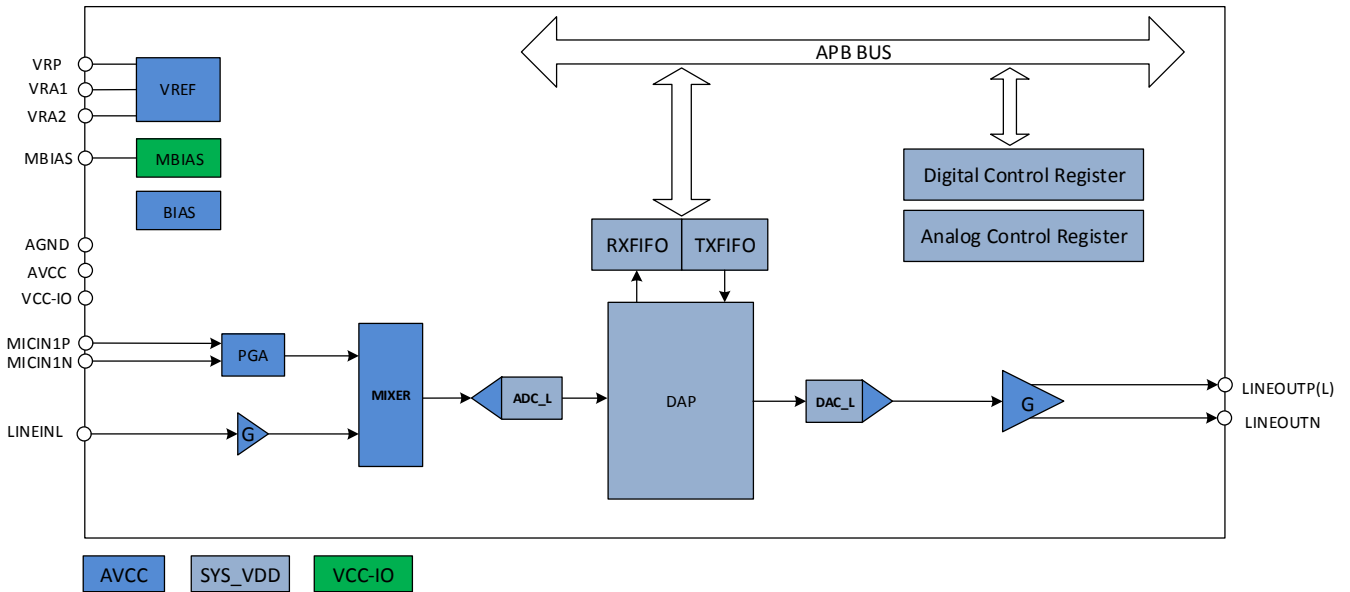 APB BUS
VRP
VRA1
VRA2
VREF
MBIAS
MBIAS
BIAS
Digital Control Register
Analog Control Register
RXFIFO
TXFIFO
AGND
AVCC
VCC-IO
MICIN1P
MICIN1N
PGA
MIXER
ADC_L
DAP
DAC_L
G
LINEOUTP(L)
LINEOUTN
LINEINL
G
AVCC
SYS_VDD
VCC-IO